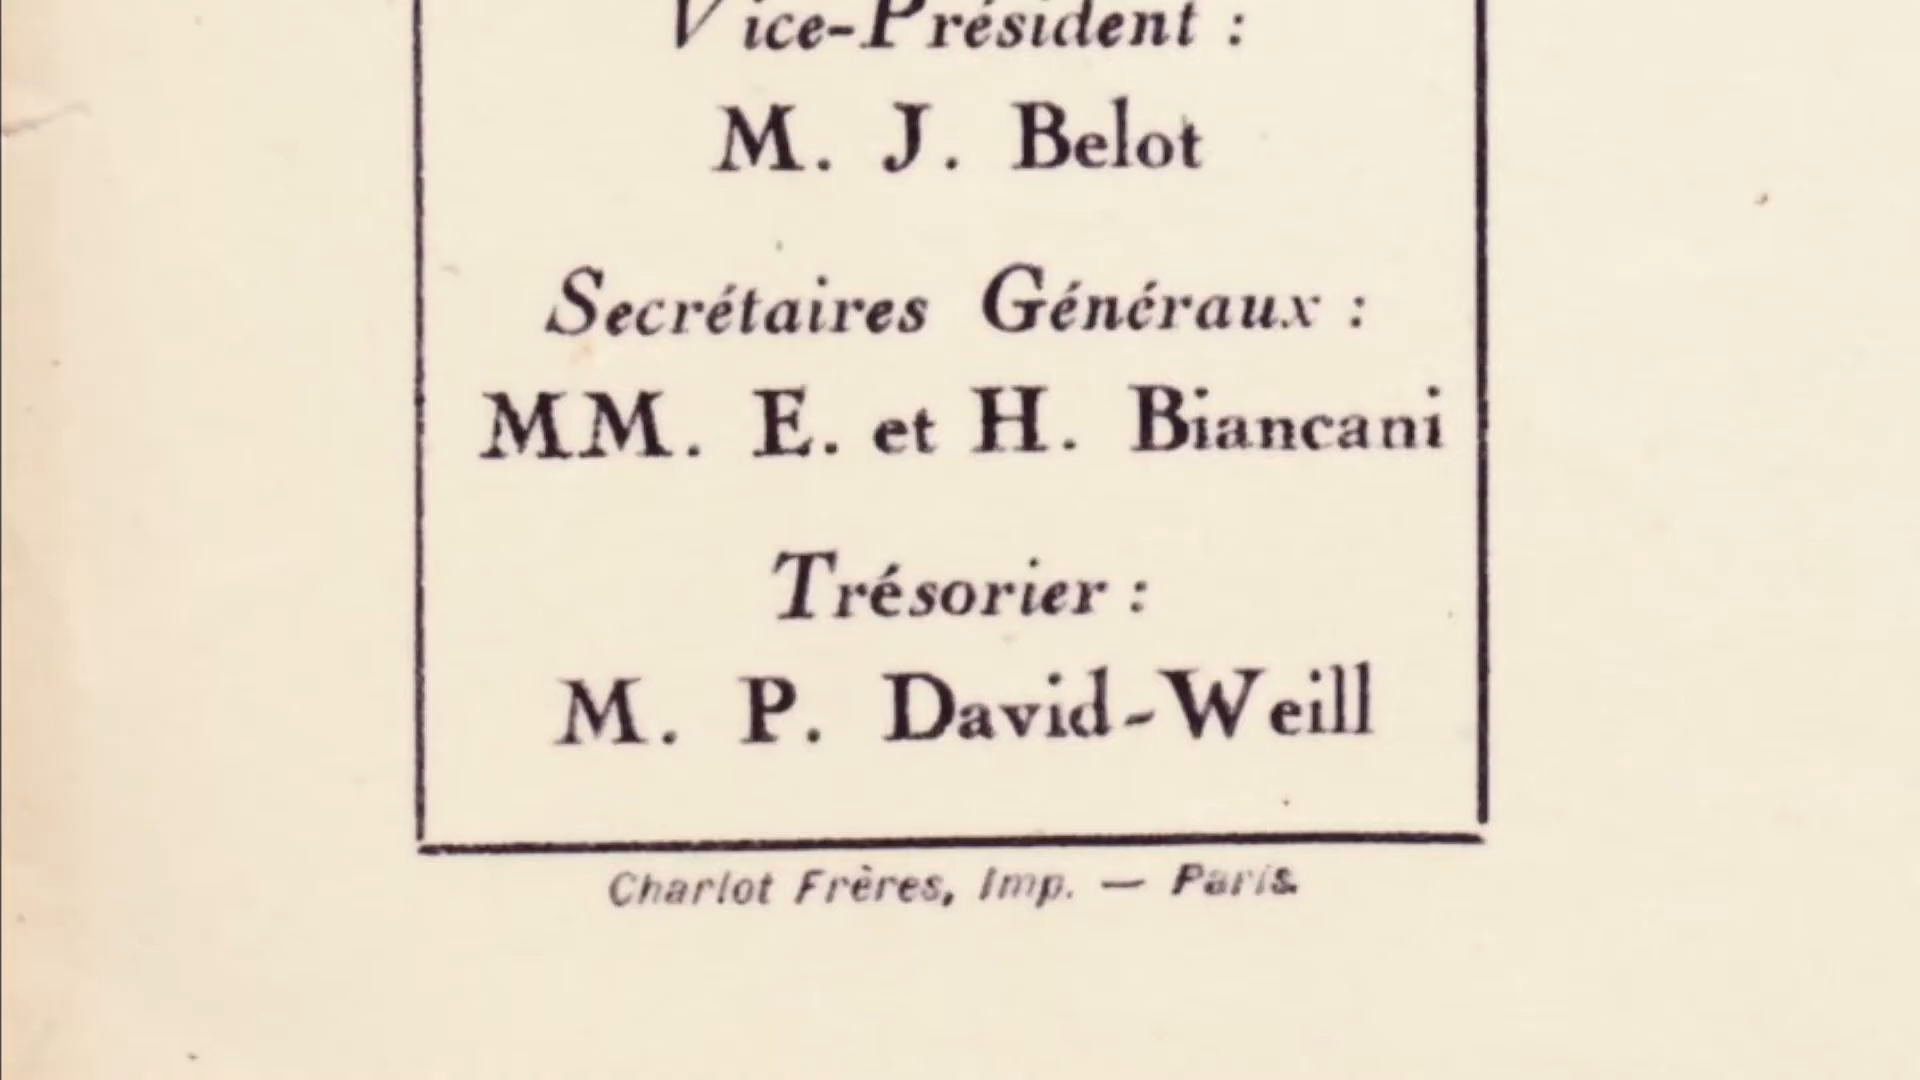 Vice-Président :
M. J. Belot
Secrétaires Généraux :
MM. E. et H. Biancani
Trésorier :
M. P. David-Weill
Charlot Frères, Imp. — Paris.